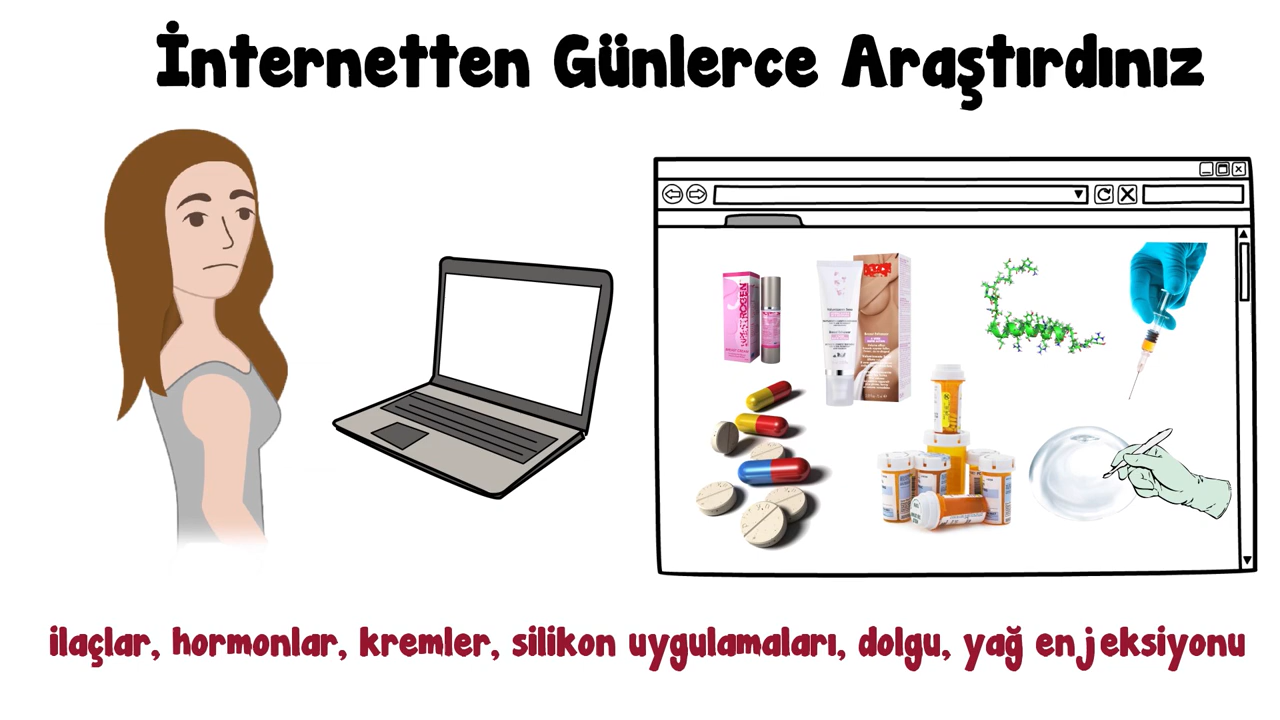 İnternetten Günlerce Araştırdınız
ilaçlar, hormonlar, kremler, silikon uygulamaları, dolgu, yağ enjeksiyonu